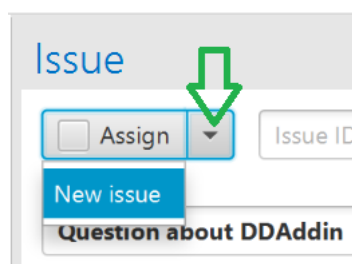 Issue
Assign
Issue ID
New issue
Question about DDAddin